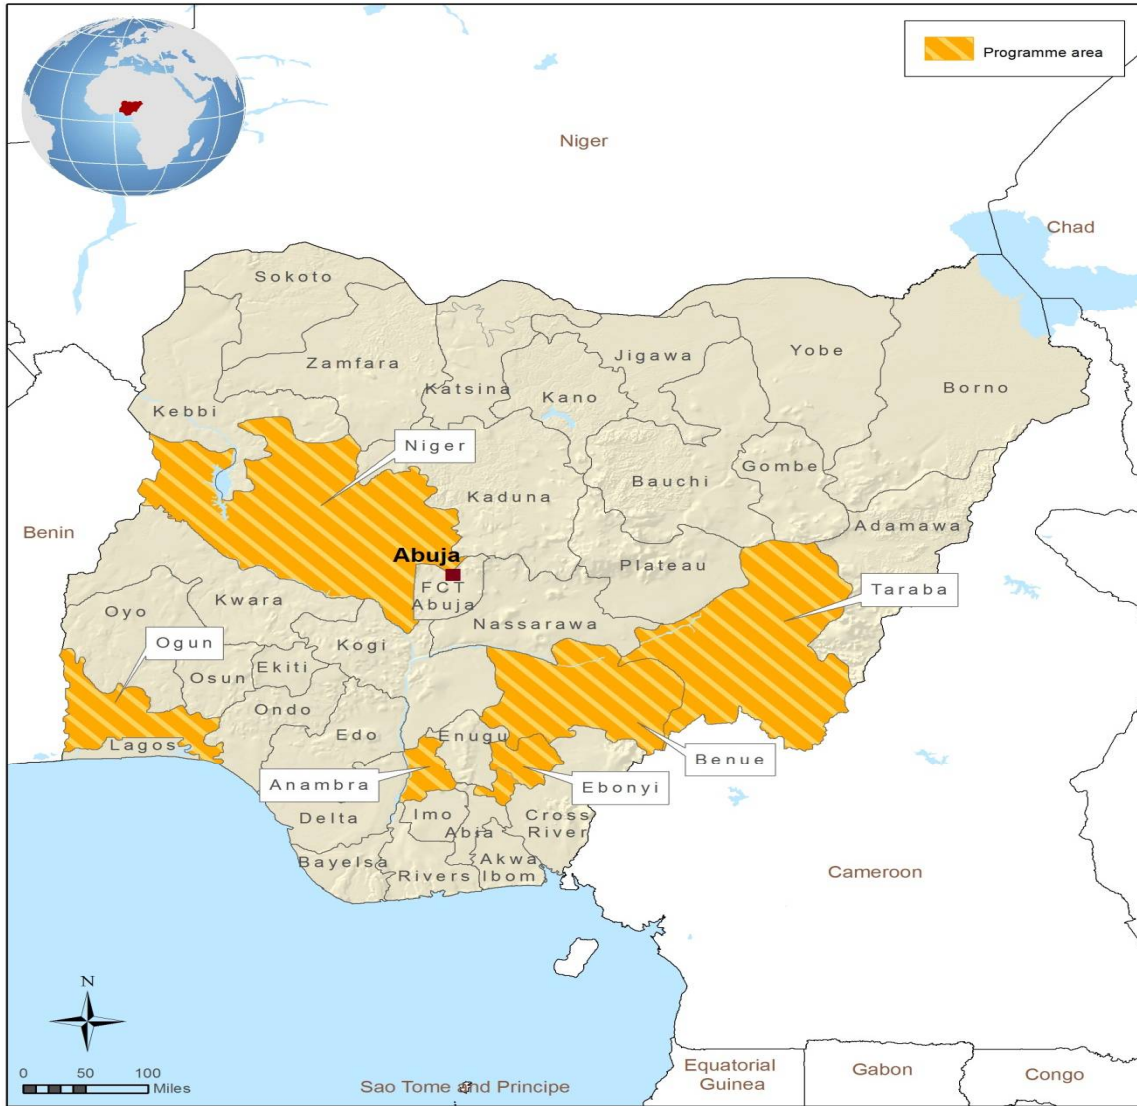 Programme area
Niger
Chad
Sokoto
Zamfara
Katsina
Jigawa
Yobe
Kano
Borno
Kebbi
Niger
Gombe
Bauchi
Kaduna
Benin
Adamawa
Abuja
Plateau
FCT
Abuja
Taraba
Kwara
Oyo
Nassarawa
Ogun
Kogi
Ekiti
Osun
Ondo
Edo
Enugu
Lagos
Benue
Anambra
Ebonyi
Delta
Imo
Cross
River
Abia
Bayelsa
Akwa
Ibom
Rivers
Cameroon
N
0 50 100
Miles
Sao Tome and Principe
Equatorial
Guinea
Gabon
Congo